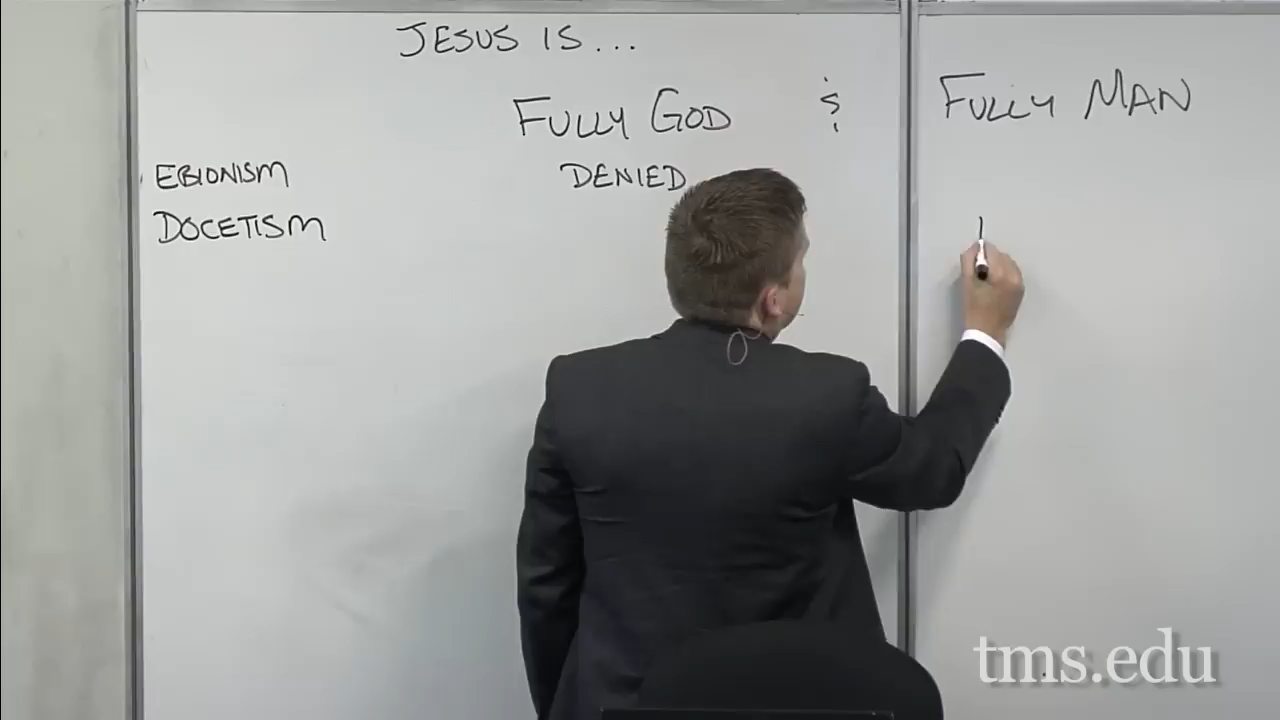 JESUS IS...
FULLY GOD & FULLY MAN
EBIONISM DENIED
DOCETISM
tms.edu